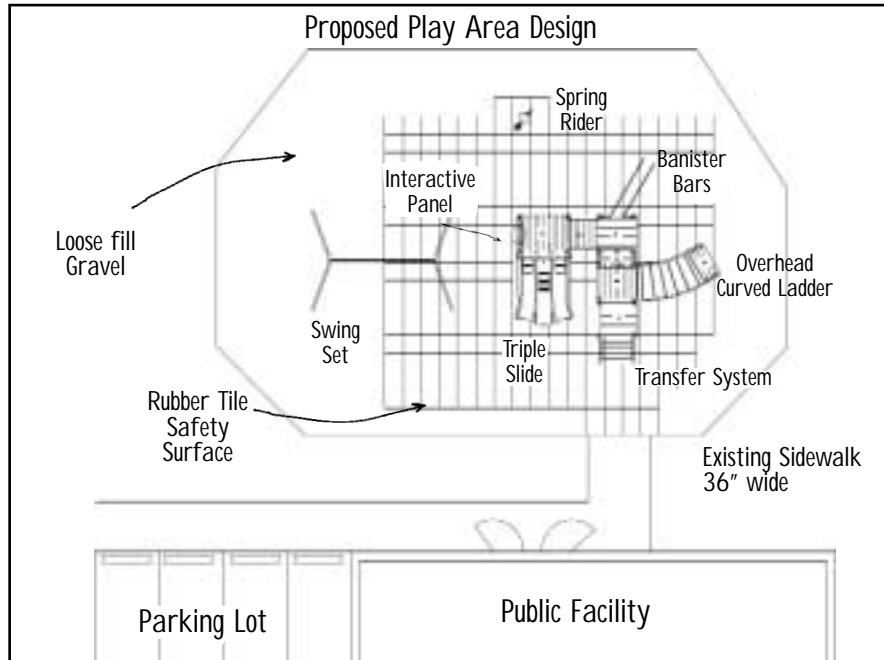 Proposed Play Area Design
Spring
Rider
Banister
Bars
Interactive
Panel
Loose fill
Gravel
Overhead
Curved Ladder
Swing
Set
Triple
Slide
Transfer System
Rubber Tile
Safety
Surface
Existing Sidewalk
36" wide
Parking Lot
Public Facility